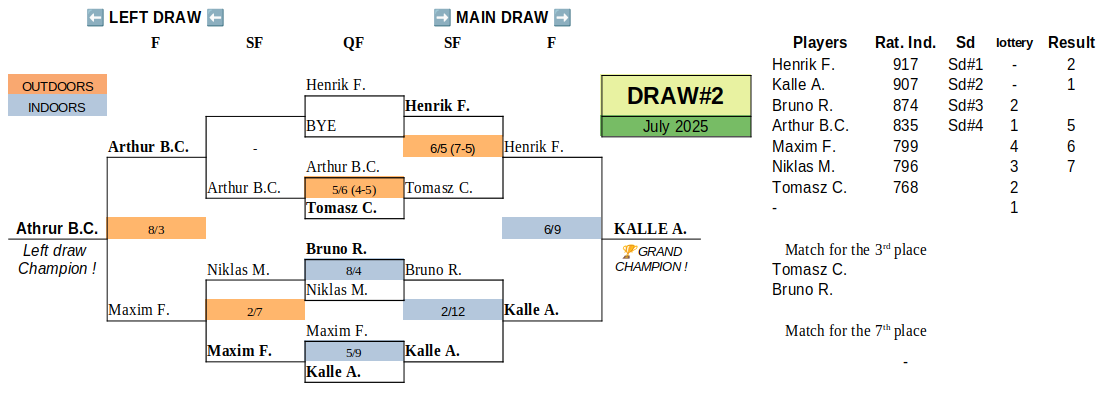 ⬅️ LEFT DRAW ⬅️
➡️ MAIN DRAW ➡️
F SF QF SF F
OUTDOORS
INDOORS
Henrik F.
Henrik F.
BYE
Arthur B.C.
-
6/5 (7-5)
Henrik F.
Arthur B.C.
Arthur B.C.
5/6 (4-5)
Tomasz C.
Tomasz C.
Athrur B.C.
8/3
6/9
KALLE A.
Left draw
Champion !
🏆GRAND
CHAMPION !
Bruno R.
Niklas M.
8/4
Bruno R.
Niklas M.
Maxim F.
2/7
2/12
Kalle A.
Maxim F.
Maxim F.
5/9
Kalle A.
Kalle A.
DRAW#2
July 2025
Players Rat. Ind. Sd lottery Result
Henrik F. 917 Sd#1 - 2
Kalle A. 907 Sd#2 - 1
Bruno R. 874 Sd#3 2
Arthur B.C. 835 Sd#4 1 5
Maxim F. 799 4 6
Niklas M. 796 3 7
Tomasz C. 768 2
- 1
Match for the 3rd place
Tomasz C.
Bruno R.
Match for the 7th place
-